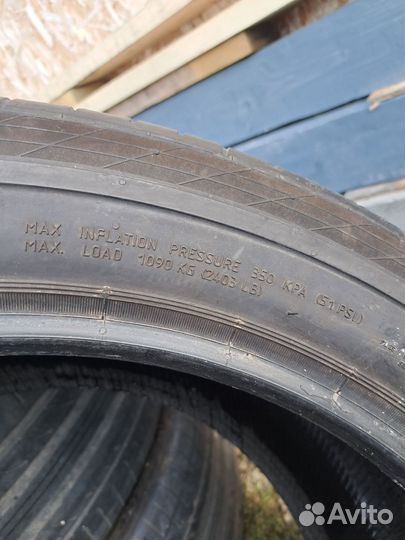 MAX INFLATION PRESSURE 350 KPA (51 PSI)
MAX. LOAD 1090 KG (2403 LB)
Avito